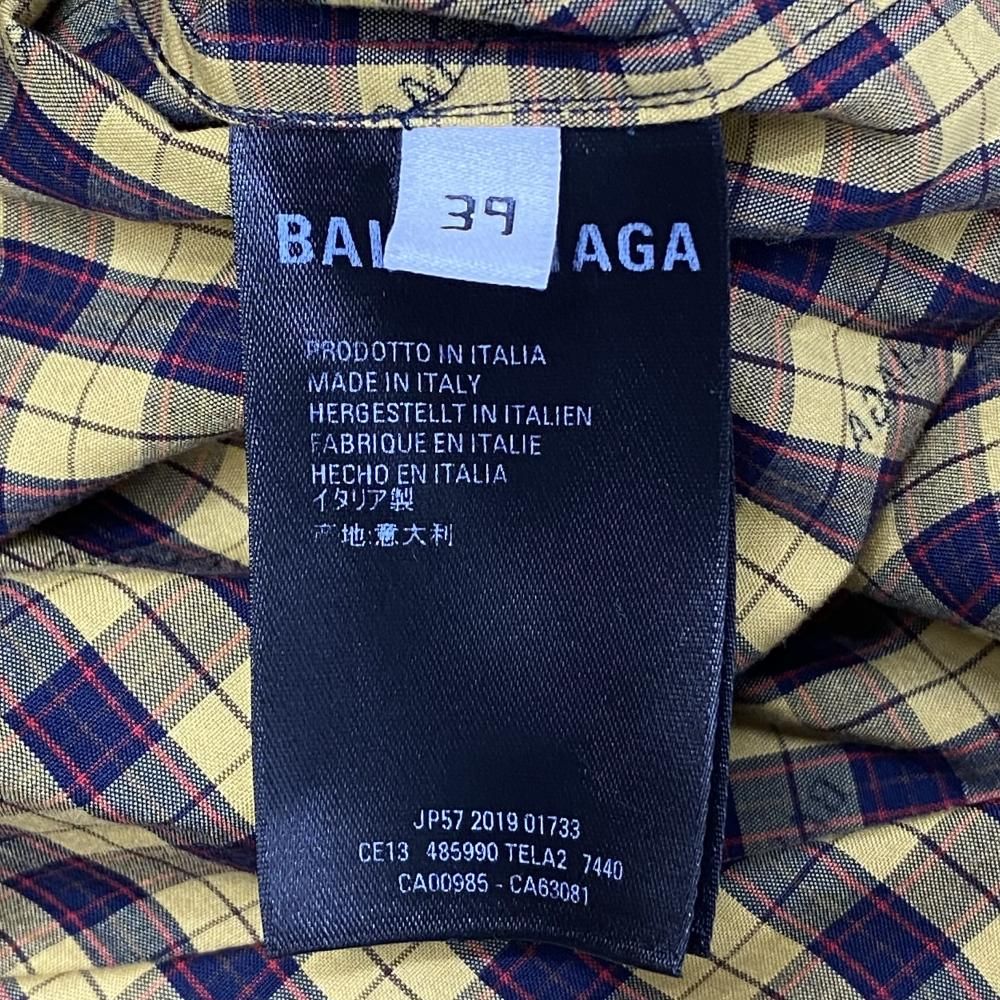 39
BAL AGA
PRODOTTO IN ITALIA
MADE IN ITALY
HERGESTELLT IN ITALIEN
FABRIQUE EN ITALIE
HECHO EN ITALIA
イタリア製
产地:意大利
JP57 2019 01733
CE13 485990 TELA2 7440
CA00985 - CA63081